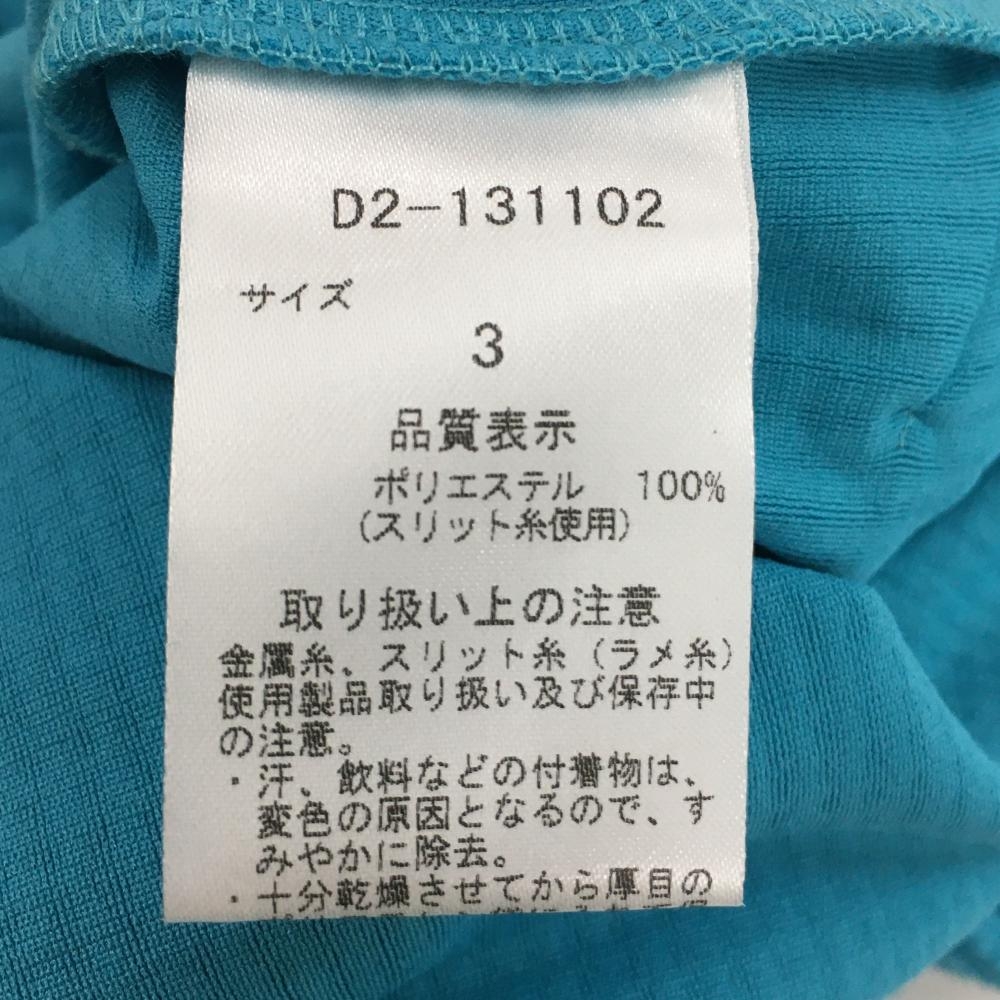 D2-131102
サイズ
3
品質表示
ポリエステル 100%
(スリット糸使用)
取り扱い上の注意
金属糸、スリット糸(ラメ糸)
使用製品取り扱い及び保存中
の注意。
・汗、飲料などの付着物は、
変色の原因となるので、す
みやかに除去。
・十分乾燥させてから厚目の